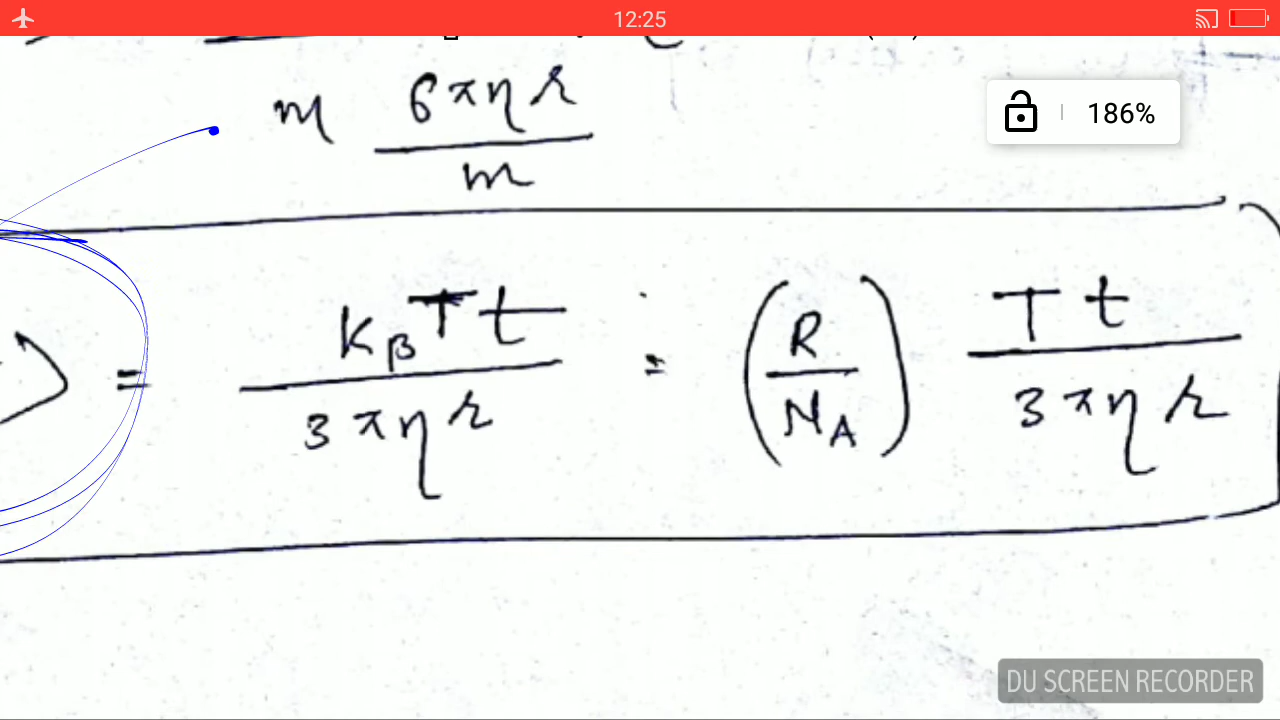 12:25
186%
m 6πηr
m
⟩ = K_B T t / 3πηr = (R / N_A) T t / 3πηr
DU SCREEN RECORDER